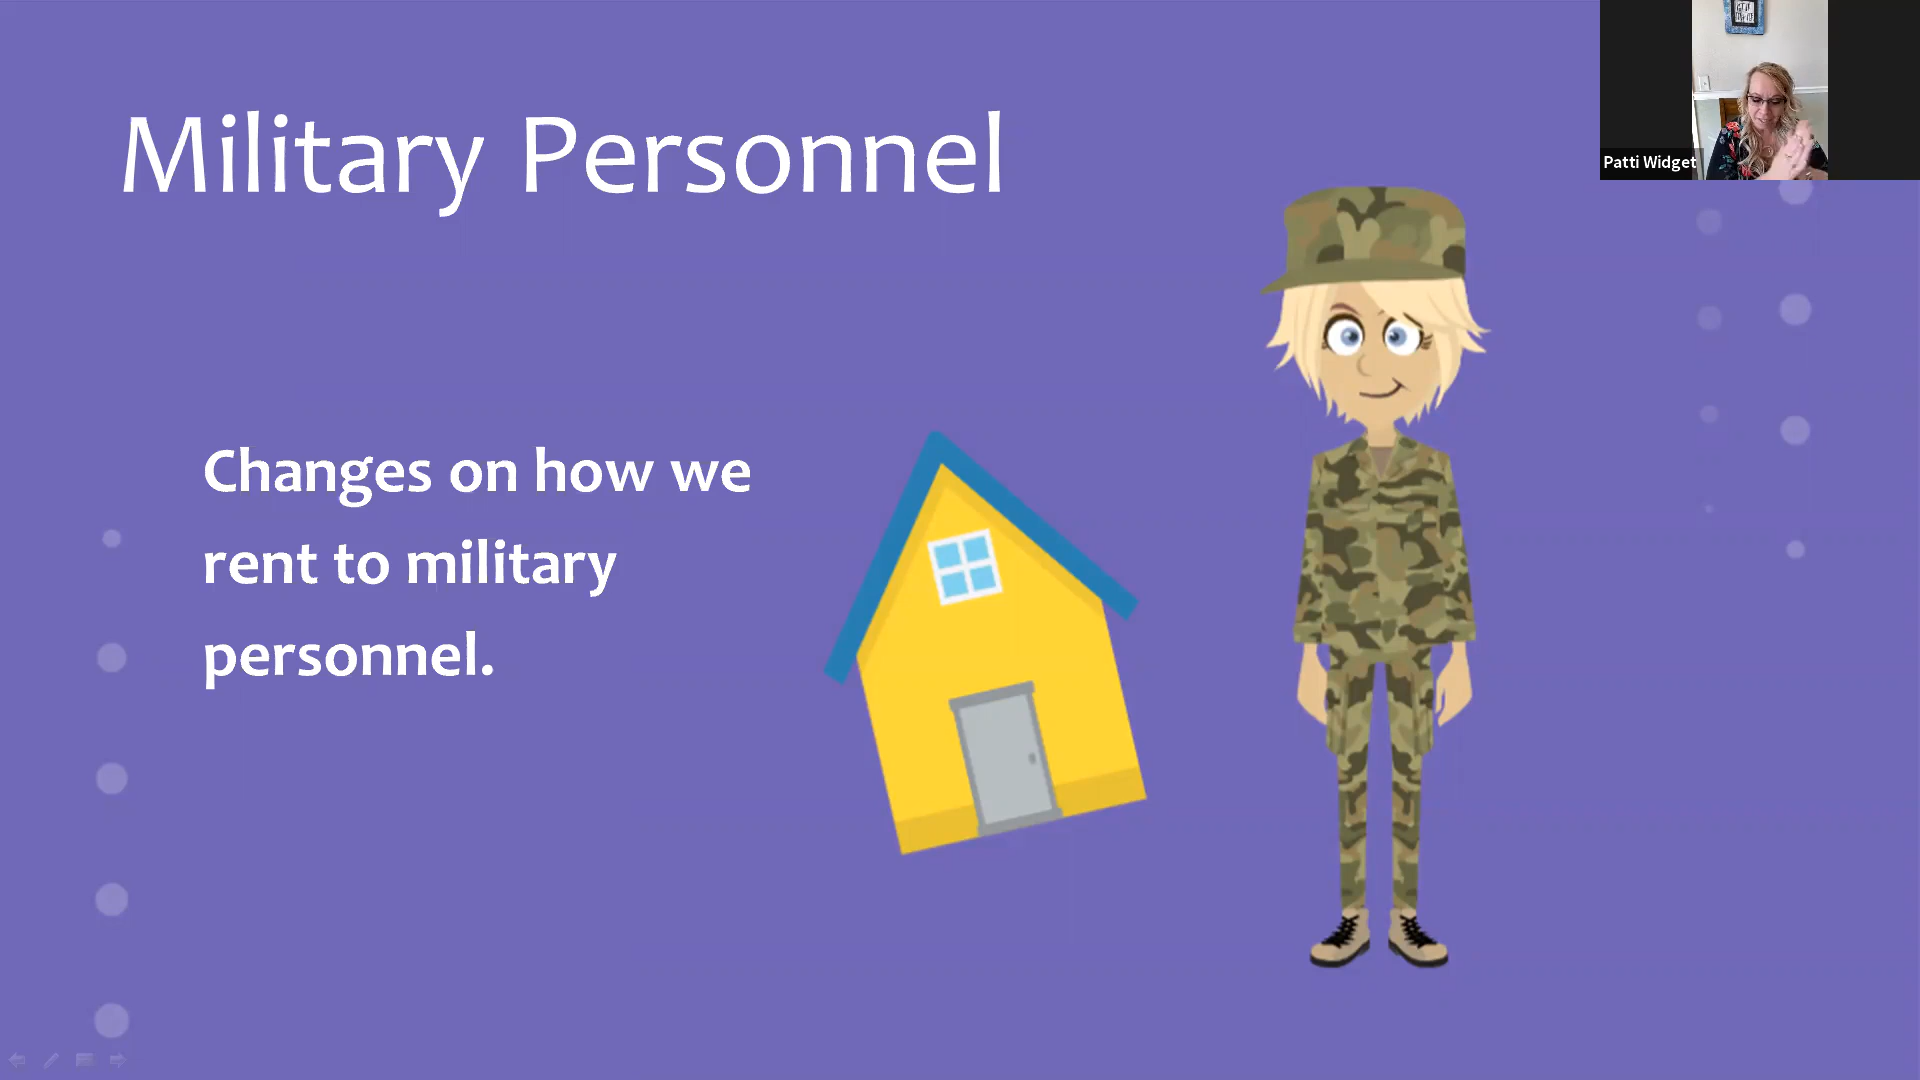 Military Personnel
Patti Widget
Changes on how we
rent to military
personnel.